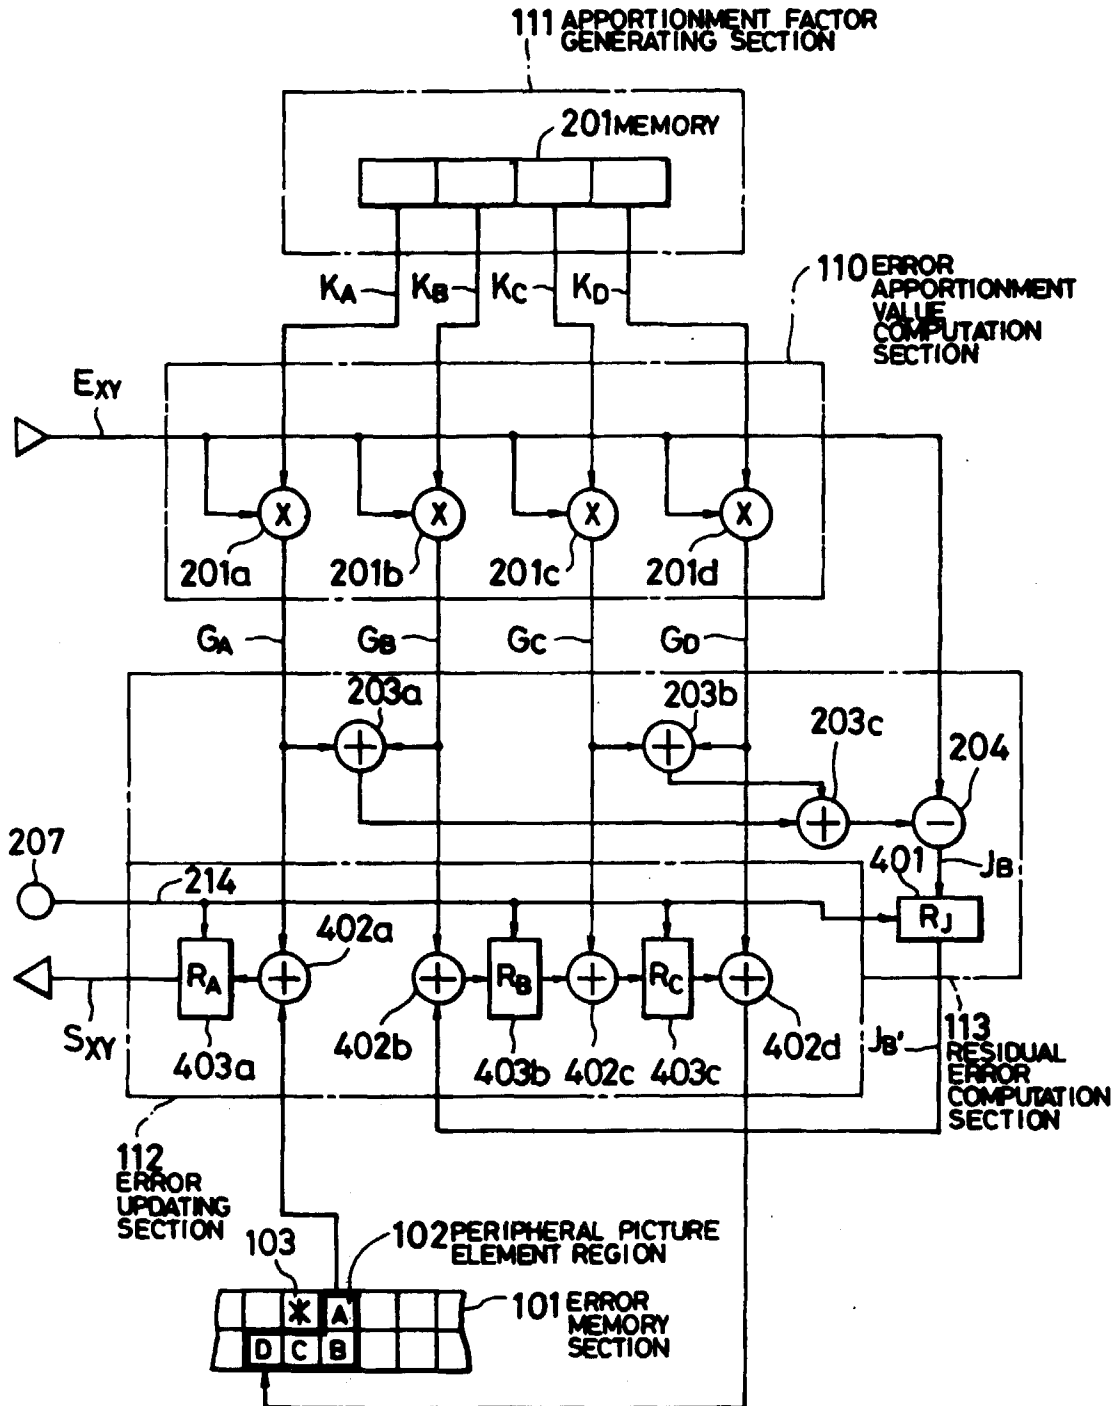 111 APPORTIONMENT FACTOR
GENERATING SECTION
201 MEMORY
KA KB KC KD
110 ERROR
APPORTIONMENT
VALUE
COMPUTATION
SECTION
EXY
X X X X
201a 201b 201c 201d
GA GB GC GD
203a 203b 203c 204
+ + + −
207 214 401 JB
RJ
402a
RA + + RB + RC +
SXY 403a 402b 403b 402c 403c 402d JB'
113
RESIDUAL
ERROR
COMPUTATION
SECTION
112
ERROR
UPDATING
SECTION
103 102 PERIPHERAL PICTURE
ELEMENT REGION
* A
D C B
101 ERROR
MEMORY
SECTION